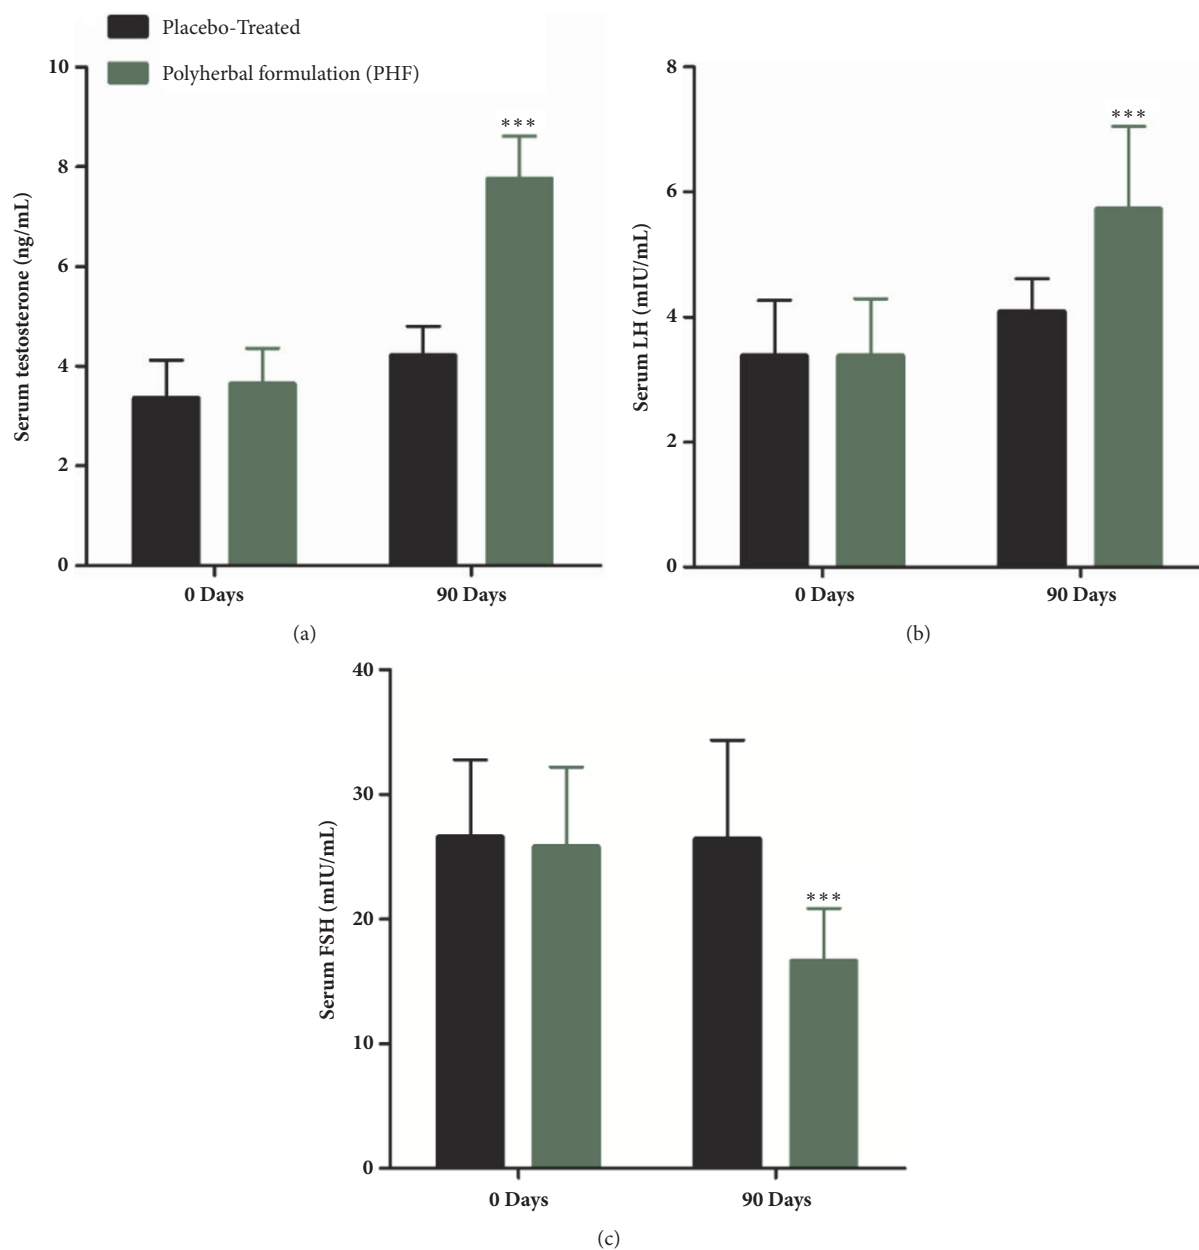 Placebo-Treated
Polyherbal formulation (PHF)
10
8
6
4
2
0
Serum testosterone (ng/mL)
***
0 Days
90 Days
(a)
8
6
4
2
0
Serum LH (mIU/mL)
***
0 Days
90 Days
(b)
40
30
20
10
0
Serum FSH (mIU/mL)
***
0 Days
90 Days
(c)